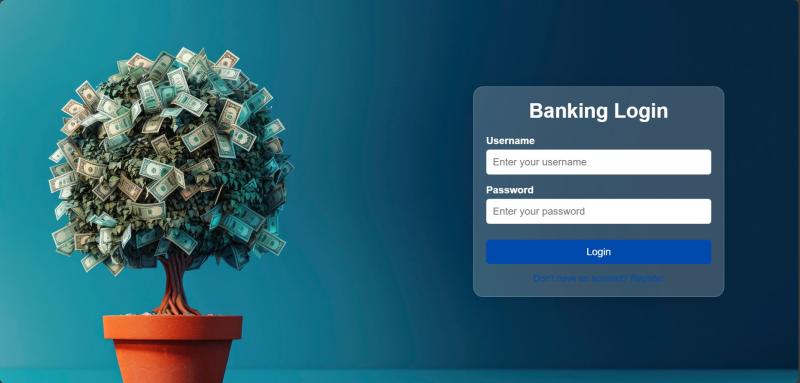 Banking Login
Username
Enter your username
Password
Enter your password
Login
Don't have an account? Register